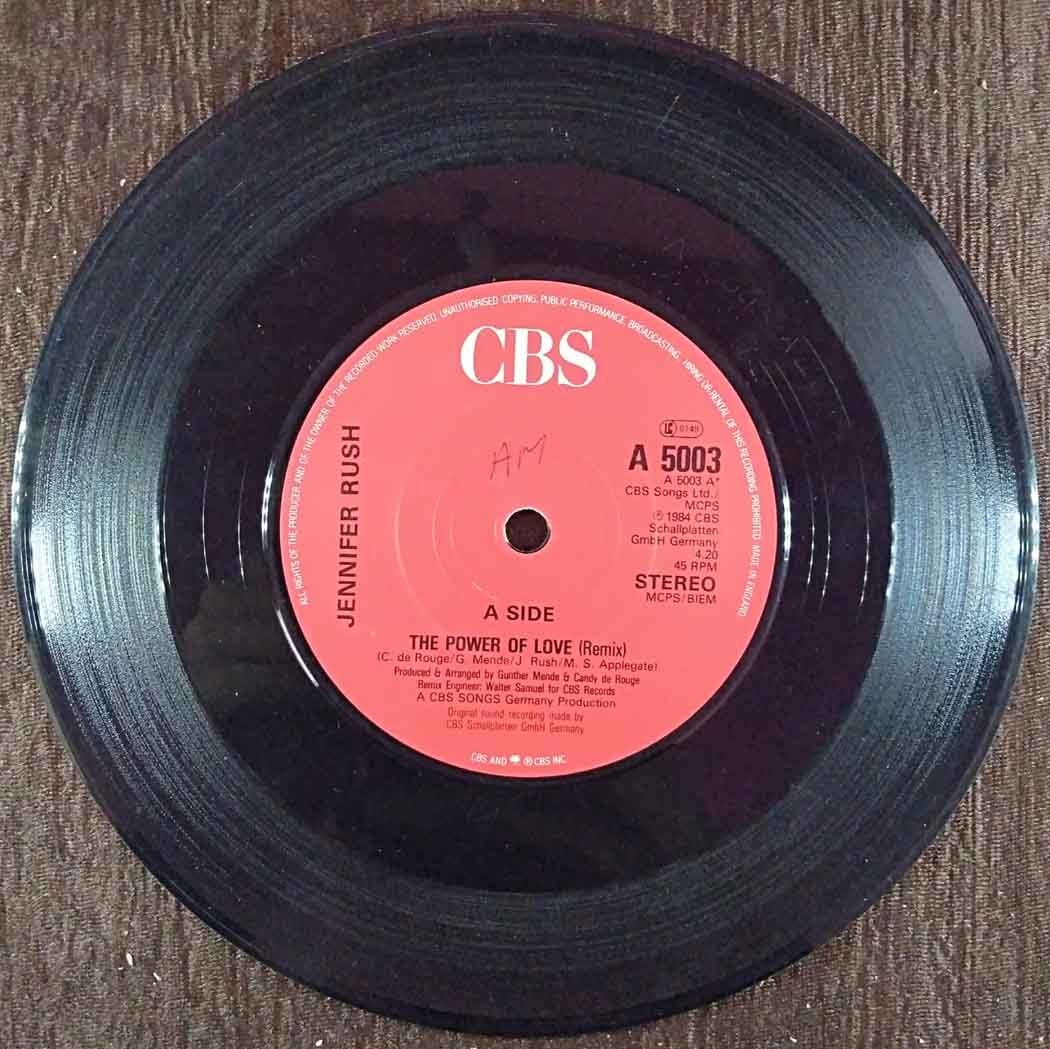 ALL RIGHTS OF THE PRODUCER AND OF THE OWNER OF THE RECORDED WORK RESERVED. UNAUTHORISED COPYING, PUBLIC PERFORMANCE, BROADCASTING, HIRING OR RENTAL OF THIS RECORDING PROHIBITED. MADE IN ENGLAND
CBS
JENNIFER RUSH
AM
LC 0149
A 5003
A 5003 A*
CBS Songs Ltd./
MCPS
℗ 1984 CBS
Schallplatten
GmbH Germany
4.20
45 RPM
STEREO
MCPS/BIEM
A SIDE
THE POWER OF LOVE (Remix)
(C. de Rouge/G. Mende/J. Rush/M. S. Applegate)
Produced & Arranged by Gunther Mende & Candy de Rouge
Remix Engineer: Walter Samuel for CBS Records
A CBS SONGS Germany Production
Original sound recording made by
CBS Schallplatten GmbH Germany
CBS AND ® CBS INC.